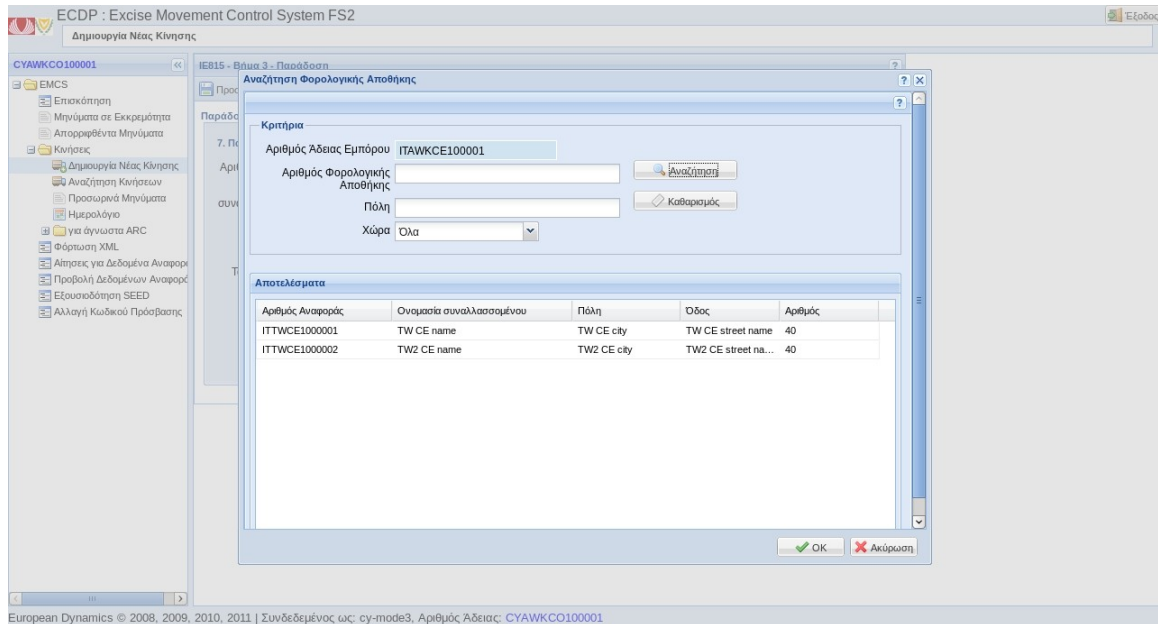 ECDP : Excise Movement Control System FS2
Έξοδος
Δημιουργία Νέας Κίνησης
CYAWKCO100001
EMCS
Επισκόπηση
Μηνύματα σε Εκκρεμότητα
Απορριφθέντα Μηνύματα
Κινήσεις
Δημιουργία Νέας Κίνησης
Αναζήτηση Κινήσεων
Προσωρινά Μηνύματα
Ημερολόγιο
για άγνωστα ARC
Φόρτωση XML
Αίτησεις για Δεδομένα Αναφορ
Προβολή Δεδομένων Αναφορά
Εξουσιοδότηση SEED
Αλλαγή Κωδικού Πρόσβασης
IE815 - Βήμα 3 - Παράδοση
Αναζήτηση Φορολογικής Αποθήκης
Κριτήρια
Αριθμός Άδειας Εμπόρου ITAWKCE100001
Αριθμός Φορολογικής Αποθήκης
Αναζήτηση
Πόλη
Καθαρισμός
Χώρα Όλα
Αποτελέσματα
Αριθμός Αναφοράς Ονομασία συναλλασσομένου Πόλη Όδος Αριθμός
ITTWCE1000001 TW CE name TW CE city TW CE street name 40
ITTWCE1000002 TW2 CE name TW2 CE city TW2 CE street na... 40
OK Ακύρωση
European Dynamics © 2008, 2009, 2010, 2011 | Συνδεδεμένος ως: cy-mode3, Αριθμός Άδειας: CYAWKCO100001